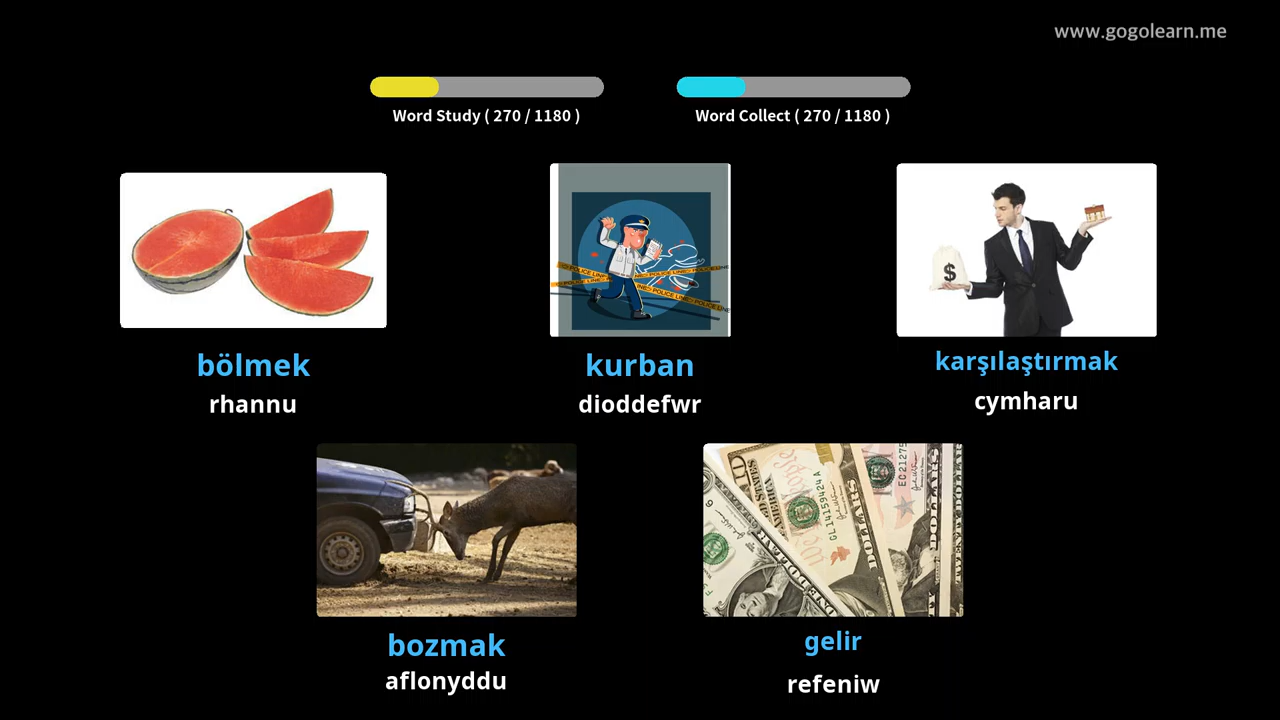 www.gogolearn.me
Word Study ( 270 / 1180 )
Word Collect ( 270 / 1180 )
bölmek
rhannu
kurban
dioddefwr
karşılaştırmak
cymharu
bozmak
aflonyddu
gelir
refeniw